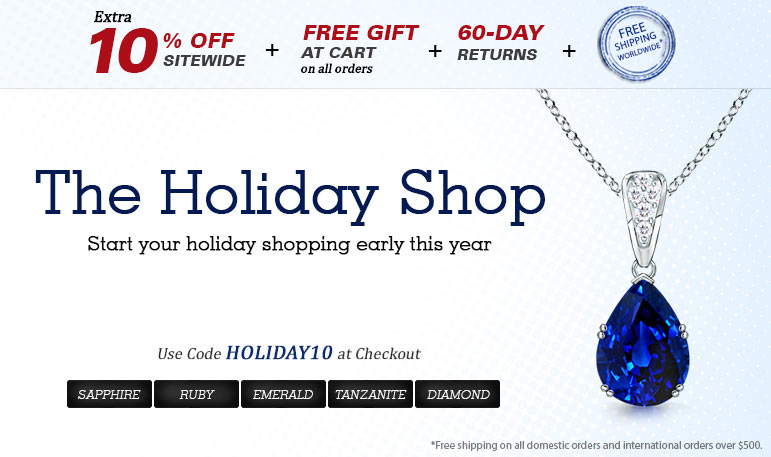 Extra
10% OFF
SITEWIDE
+
FREE GIFT
AT CART
on all orders
+
60-DAY
RETURNS
+
FREE
SHIPPING
WORLDWIDE*
The Holiday Shop
Start your holiday shopping early this year
Use Code HOLIDAY10 at Checkout
SAPPHIRE RUBY EMERALD TANZANITE DIAMOND
*Free shipping on all domestic orders and international orders over $500.